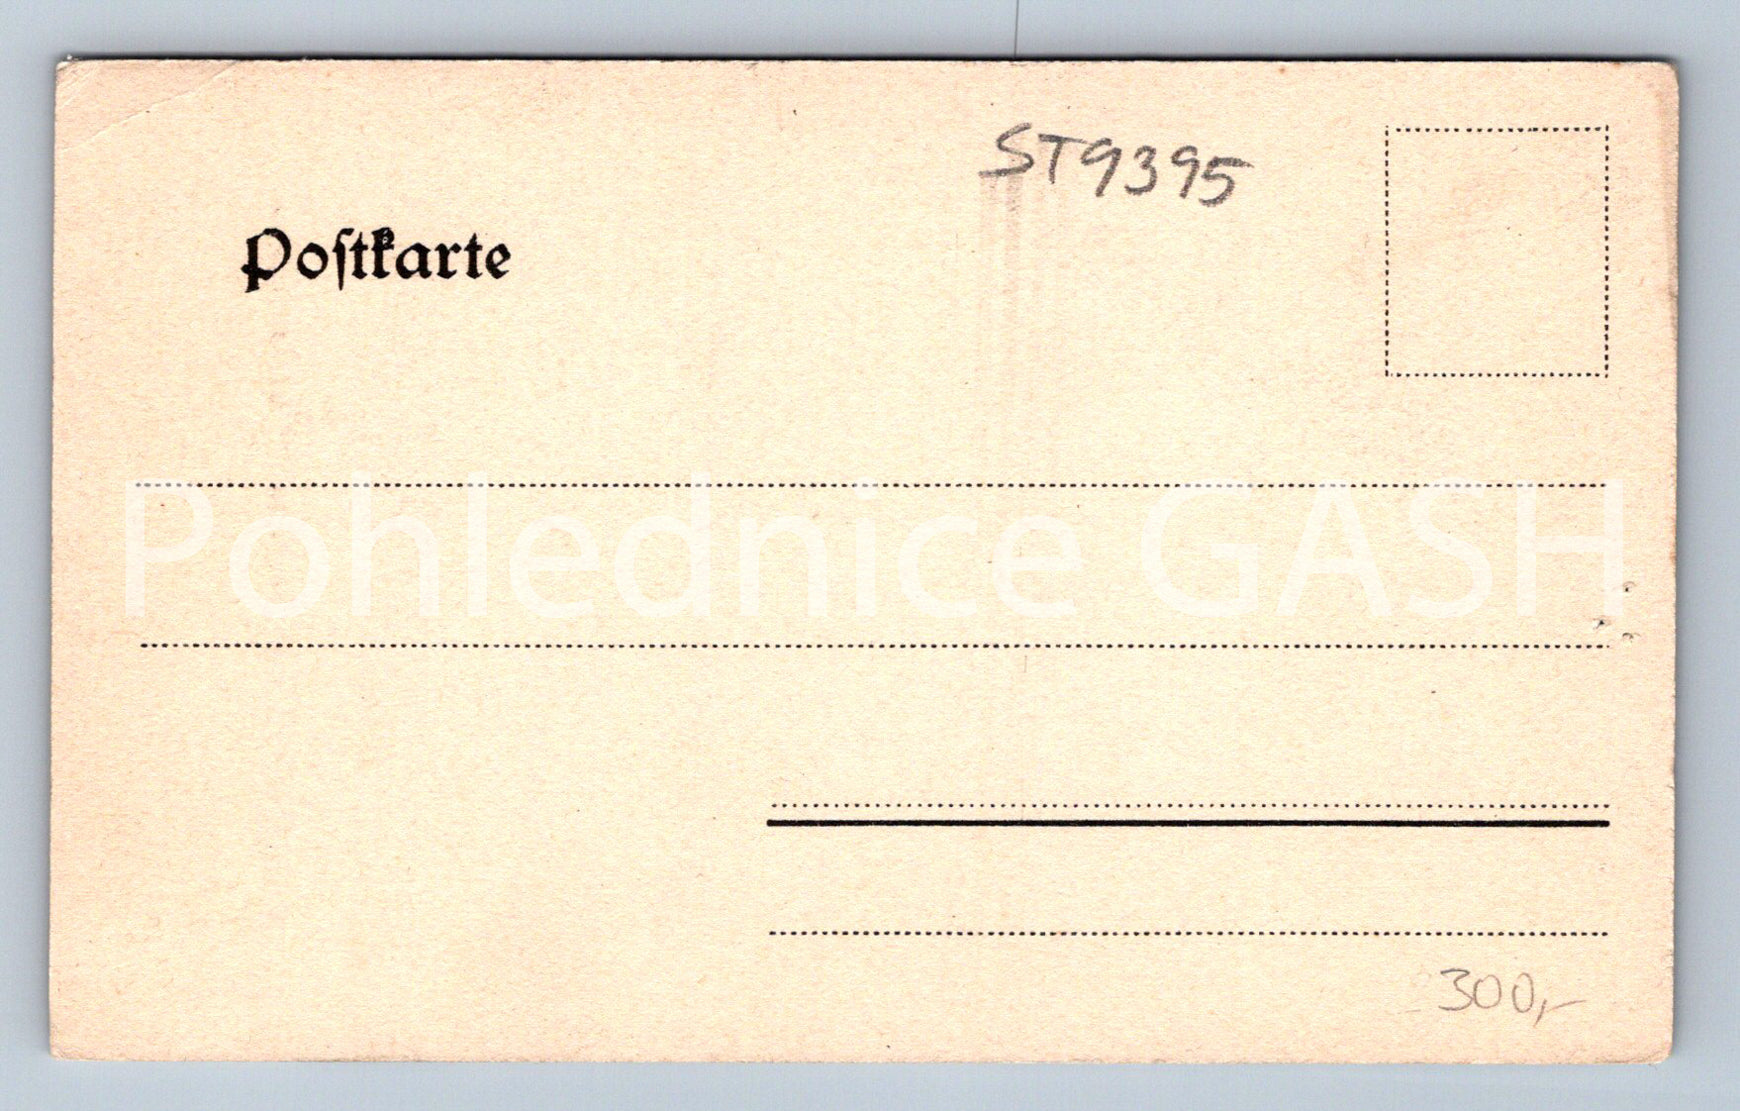 ST9395
Poſtkarte
Pohlednice GASH
300,-